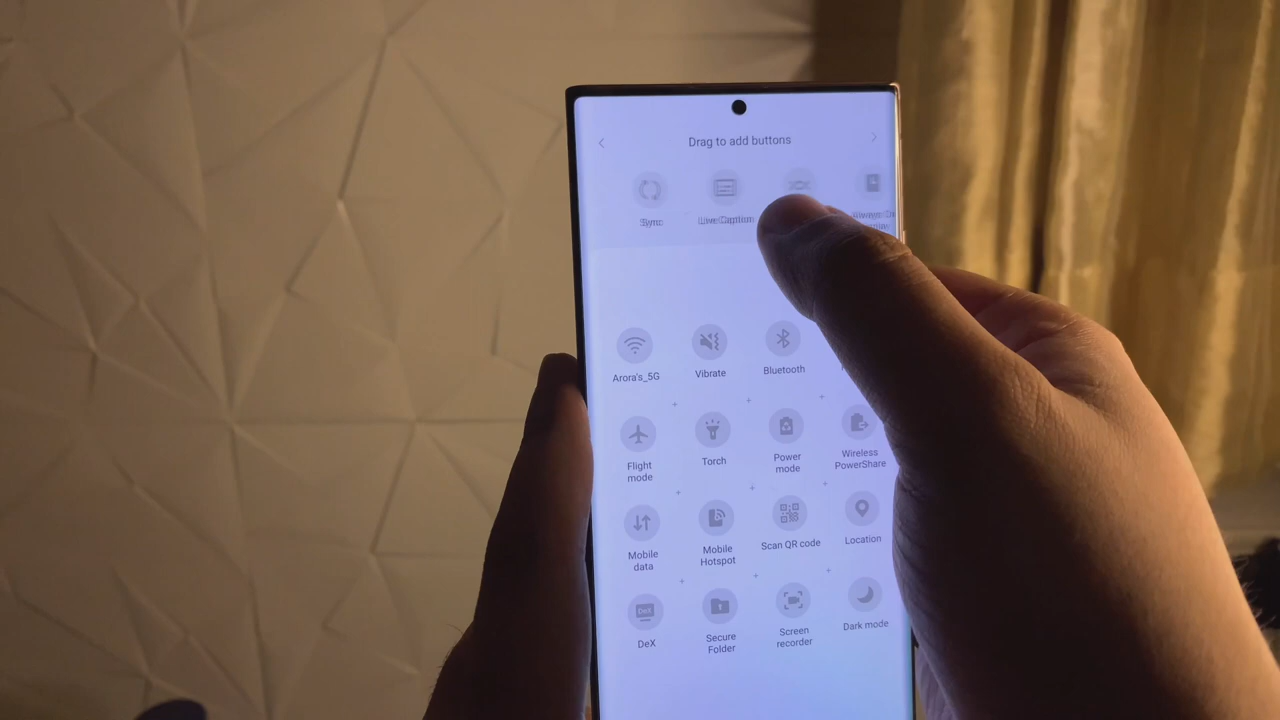 Drag to add buttons
Sync
Live Caption
Arora's_5G
Vibrate
Bluetooth
Flight
mode
Torch
Power
mode
Wireless
PowerShare
Mobile
data
Mobile
Hotspot
Scan QR code
Location
DeX
DeX
Secure
Folder
Screen
recorder
Dark mode